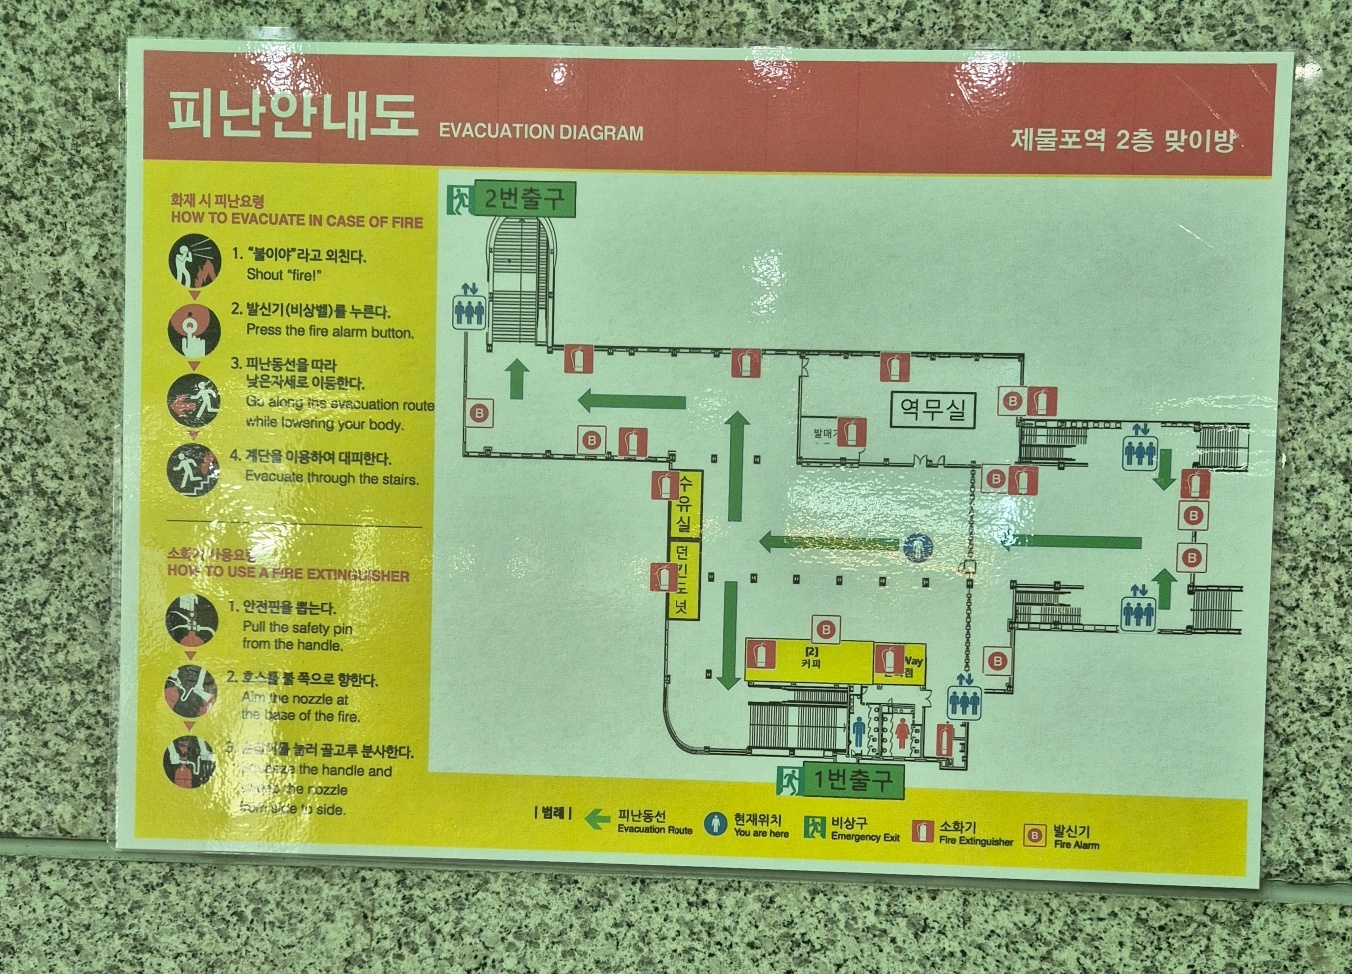 피난안내도 EVACUATION DIAGRAM
제물포역 2층 맞이방
화재 시 피난요령
HOW TO EVACUATE IN CASE OF FIRE
1. "불이야"라고 외친다.
Shout "fire!"
2. 발신기(비상벨)를 누른다.
Press the fire alarm button.
3. 피난동선을 따라
낮은자세로 이동한다.
Go along the evacuation route
while lowering your body.
4. 계단을 이용하여 대피한다.
Evacuate through the stairs.
소화기 사용요령
HOW TO USE A FIRE EXTINGUISHER
1. 안전핀을 뽑는다.
Pull the safety pin
from the handle.
2. 호스를 불 쪽으로 향한다.
Aim the nozzle at
the base of the fire.
3. 눌러 골고루 분사한다.
Squeeze the handle and
the nozzle
from side to side.
2번출구
B
B
역무실
발매
B
B
B
B
수유실
던킨도넛
B
[2]
커피
Way
점
B
1번출구
| 범례 |
피난동선
Evacuation Route
현재위치
You are here
비상구
Emergency Exit
소화기
Fire Extinguisher
B
발신기
Fire Alarm